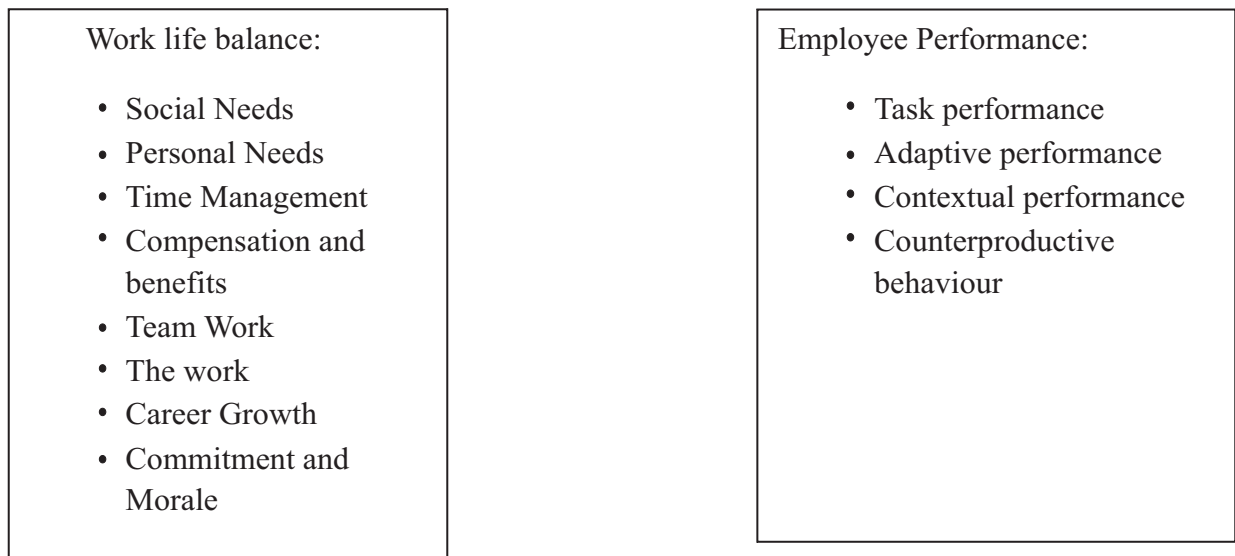 Work life balance:
• Social Needs
• Personal Needs
• Time Management
• Compensation and
benefits
• Team Work
• The work
• Career Growth
• Commitment and
Morale
Employee Performance:
• Task performance
• Adaptive performance
• Contextual performance
• Counterproductive
behaviour